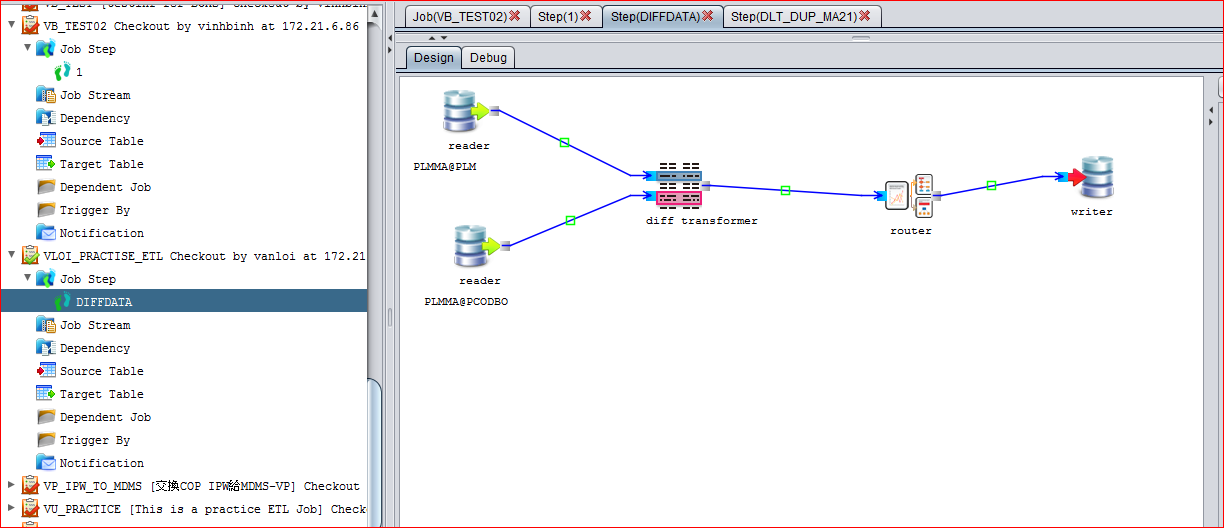 VB_TEST02 Checkout by vinhbinh at 172.21.6.86
Job Step
1
Job Stream
Dependency
Source Table
Target Table
Dependent Job
Trigger By
Notification
VLOI_PRACTISE_ETL Checkout by vanloi at 172.21
Job Step
DIFFDATA
Job Stream
Dependency
Source Table
Target Table
Dependent Job
Trigger By
Notification
VP_IPW_TO_MDMS [交換COP IPW給MDMS-VP] Checkout
VU_PRACTICE [This is a practice ETL Job] Check
Job(VB_TEST02) Step(1) Step(DIFFDATA) Step(DLT_DUP_MA21)
Design Debug
reader
PLMMA@PLM
diff transformer
router
writer
reader
PLMMA@PCODBO